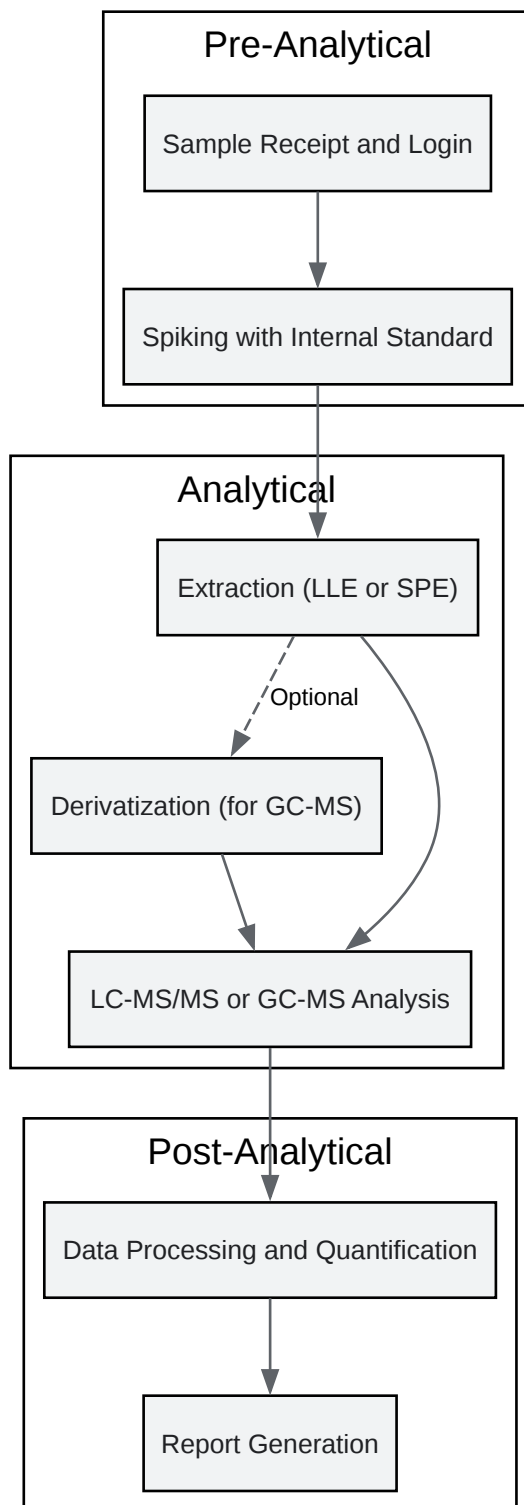 Pre-Analytical
Sample Receipt and Login
Spiking with Internal Standard
Analytical
Extraction (LLE or SPE)
Optional
Derivatization (for GC-MS)
LC-MS/MS or GC-MS Analysis
Post-Analytical
Data Processing and Quantification
Report Generation